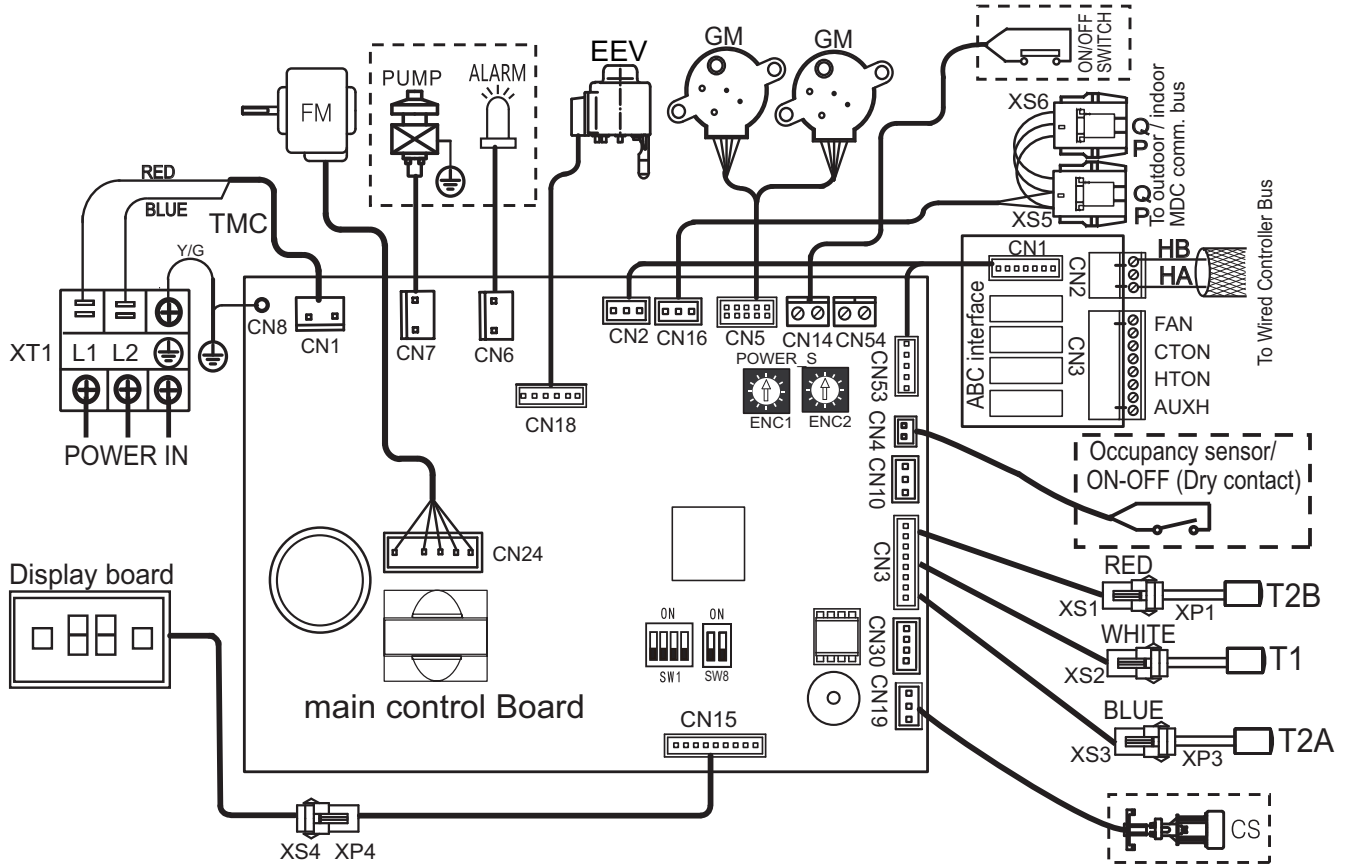 FM
PUMP
ALARM
EEV
GM
GM
ON/OFF
SWITCH
XS6
Q
P
XS5
Q
P
To outdoor / indoor
MDC comm. bus
RED
BLUE
TMC
Y/G
XT1
L1
L2
POWER IN
CN8
CN1
CN7
CN6
CN18
CN2
CN16
CN5
CN14
CN54
POWER_S
ENC1
ENC2
CN53
CN4
CN10
CN3
CN30
CN19
ABC interface
CN1
CN2
CN3
HB
HA
FAN
CTON
HTON
AUXH
To Wired Controller Bus
Occupancy sensor/
ON-OFF (Dry contact)
CN24
ON
SW1
ON
SW8
main control Board
CN15
Display board
XS4
XP4
RED
XS1
XP1
T2B
WHITE
XS2
T1
BLUE
XS3
XP3
T2A
CS